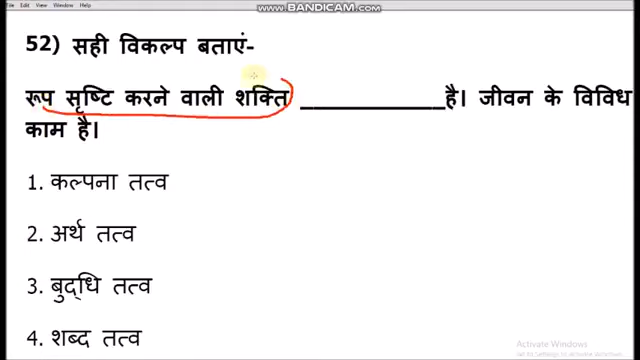 File Edit View Window Help
www.BANDICAM.com
52) सही विकल्प बताएं-
रूप सृष्टि करने वाली शक्ति ____________है। जीवन के विविध
काम है।
1. कल्पना तत्व
2. अर्थ तत्व
3. बुद्धि तत्व
4. शब्द तत्व
Activate Windows